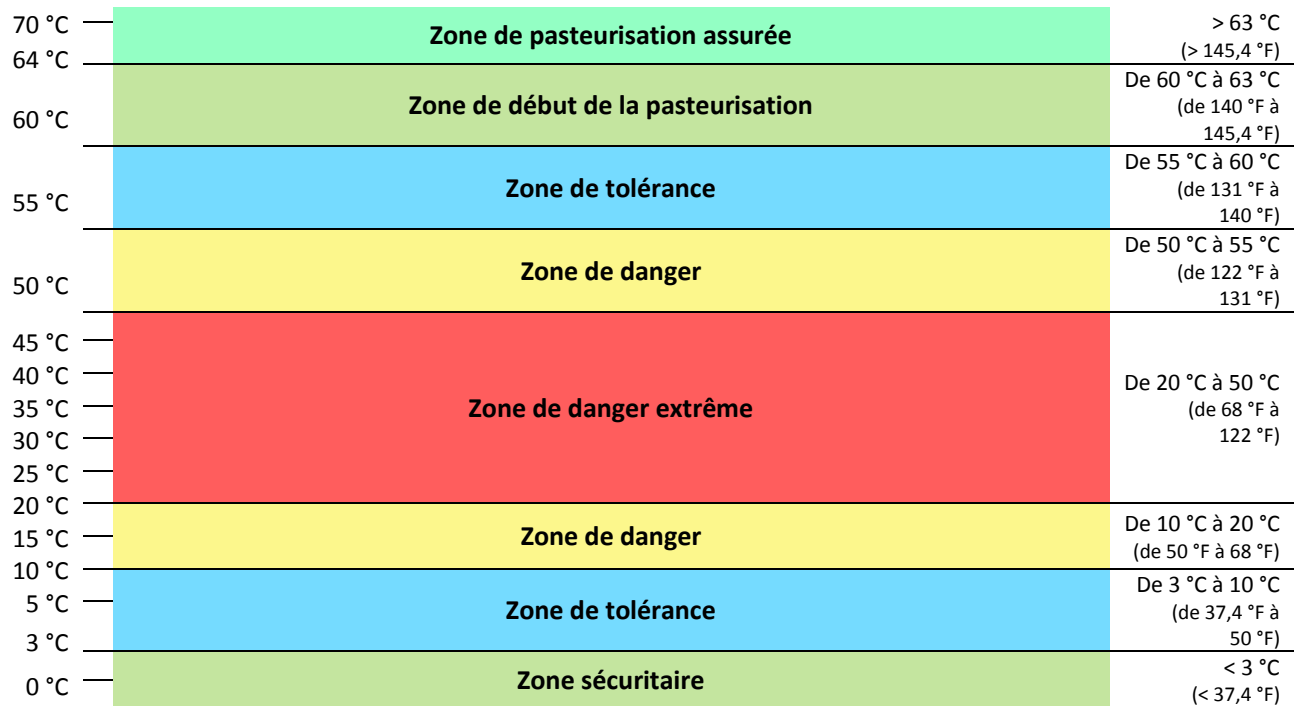 70 °C
Zone de pasteurisation assurée
> 63 °C
(> 145,4 °F)
64 °C
Zone de début de la pasteurisation
De 60 °C à 63 °C
(de 140 °F à
145,4 °F)
60 °C
Zone de tolérance
De 55 °C à 60 °C
(de 131 °F à
140 °F)
55 °C
Zone de danger
De 50 °C à 55 °C
(de 122 °F à
131 °F)
50 °C
45 °C
40 °C
35 °C
30 °C
25 °C
Zone de danger extrême
De 20 °C à 50 °C
(de 68 °F à
122 °F)
20 °C
15 °C
Zone de danger
De 10 °C à 20 °C
(de 50 °F à 68 °F)
10 °C
5 °C
Zone de tolérance
De 3 °C à 10 °C
(de 37,4 °F à
50 °F)
3 °C
0 °C
Zone sécuritaire
< 3 °C
(< 37,4 °F)